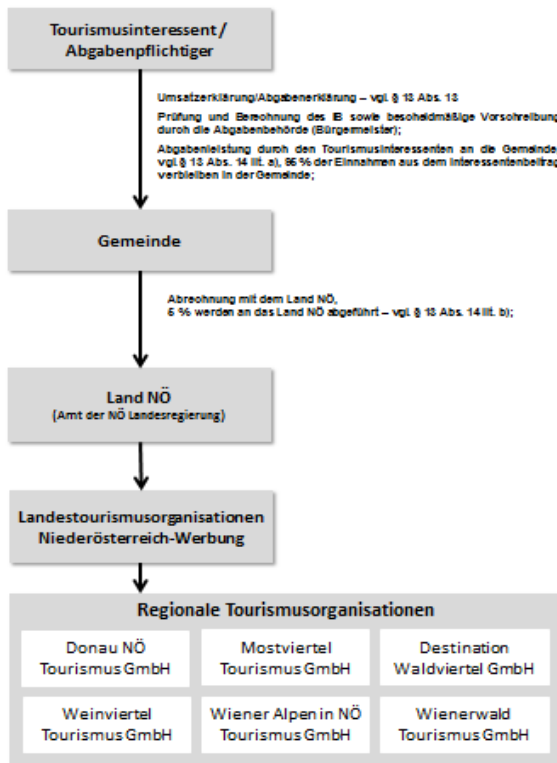 Tourismusinteressent /
Abgabenpflichtiger
Umsatzerklärung/Abgabenerklärung – vgl. § 13 Abs. 13
Prüfung und Berechnung des IB sowie bescheidmäßige Vorschreibung
durch die Abgabenbehörde (Bürgermeister);
Abgabenleistung durch den Tourismusinteressenten an die Gemeinde,
vgl. § 13 Abs. 14 lit. a), 95 % der Einnahmen aus dem Interessentenbeitrag
verbleiben in der Gemeinde;
Gemeinde
Abrechnung mit dem Land NÖ,
5 % werden an das Land NÖ abgeführt – vgl. § 13 Abs. 14 lit. b);
Land NÖ
(Amt der NÖ Landesregierung)
Landestourismusorganisationen
Niederösterreich-Werbung
Regionale Tourismusorganisationen
Donau NÖ
Tourismus GmbH
Mostviertel
Tourismus GmbH
Destination
Waldviertel GmbH
Weinviertel
Tourismus GmbH
Wiener Alpen in NÖ
Tourismus GmbH
Wienerwald
Tourismus GmbH